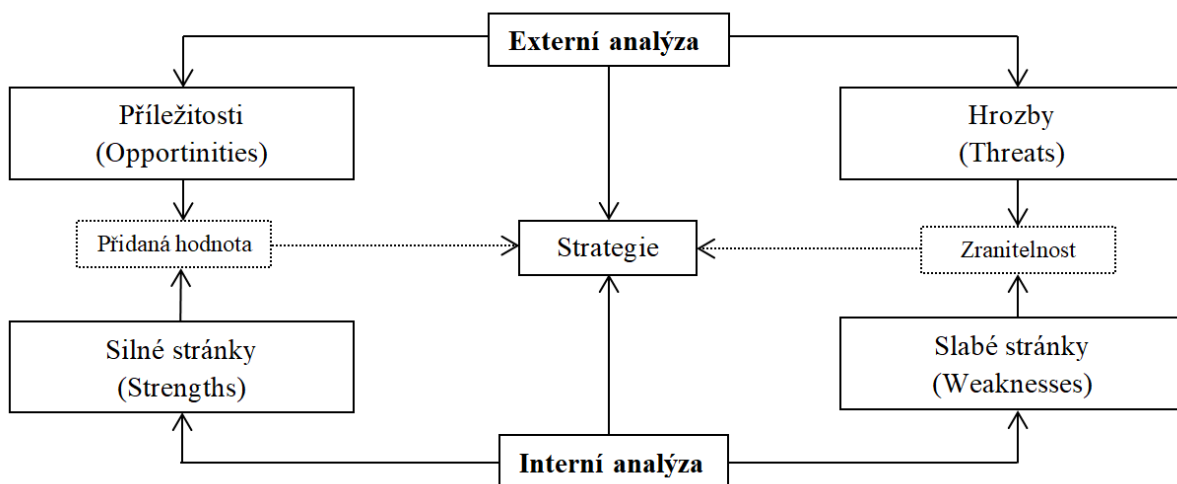 Externí analýza
Příležitosti
(Opportinities)
Hrozby
(Threats)
Přidaná hodnota
Strategie
Zranitelnost
Silné stránky
(Strengths)
Slabé stránky
(Weaknesses)
Interní analýza